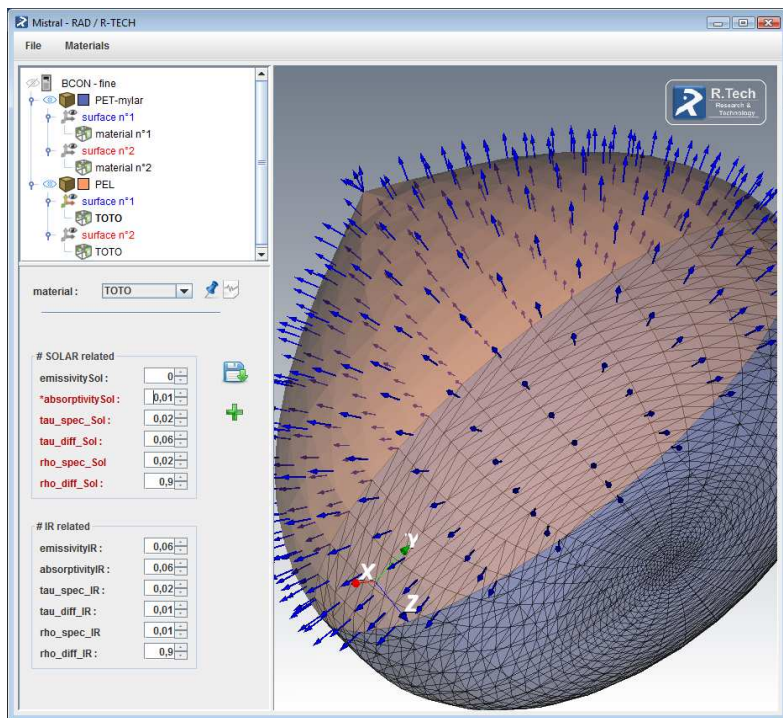 Mistral - RAD / R-TECH
File Materials
BCON - fine
PET-mylar
surface n°1
material n°1
surface n°2
material n°2
PEL
surface n°1
TOTO
surface n°2
TOTO
material : TOTO
# SOLAR related
emissivitySol : 0
*absorptivitySol : 0,01
tau_spec_Sol : 0,02
tau_diff_Sol : 0,06
rho_spec_Sol 0,02
rho_diff_Sol : 0,9
# IR related
emissivityIR : 0,06
absorptivityIR : 0,06
tau_spec_IR : 0,02
tau_diff_IR : 0,01
rho_spec_IR 0,01
rho_diff_IR : 0,9
R.Tech
Research &
Technology
Y
X
Z